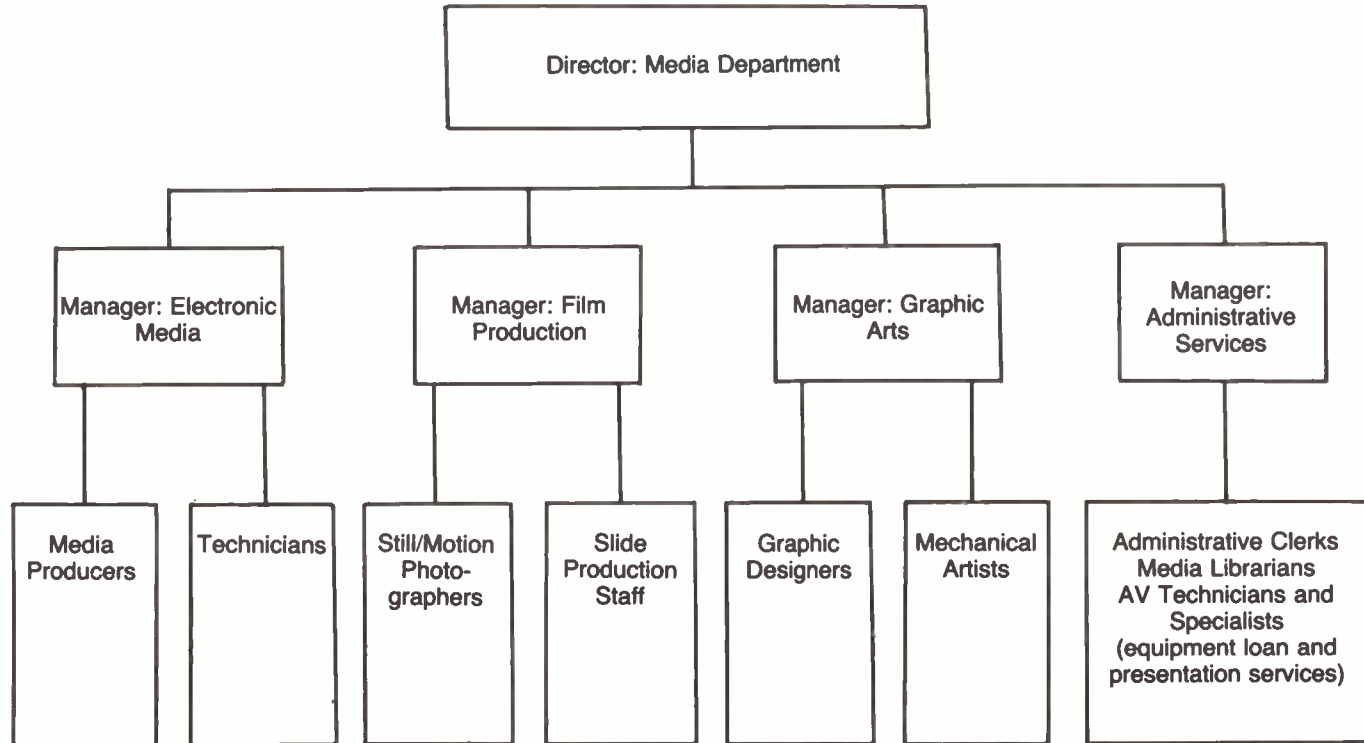 Director: Media Department
Manager: Electronic
Media
Manager: Film
Production
Manager: Graphic
Arts
Manager:
Administrative
Services
Media
Producers
Technicians
Still/Motion
Photo-
graphers
Slide
Production
Staff
Graphic
Designers
Mechanical
Artists
Administrative Clerks
Media Librarians
AV Technicians and
Specialists
(equipment loan and
presentation services)